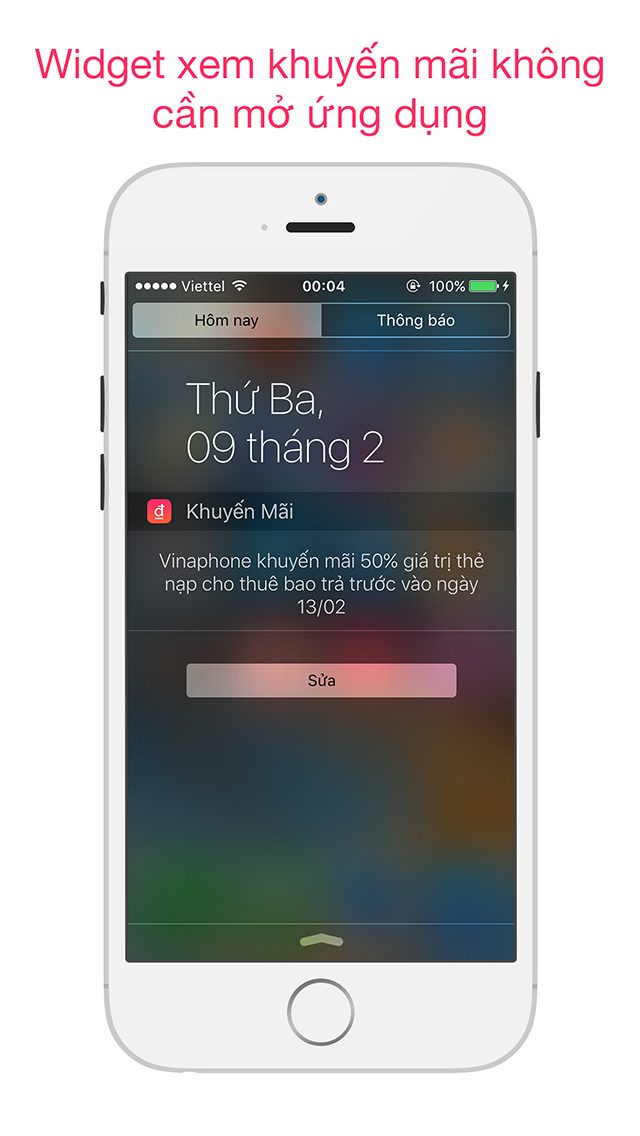 Widget xem khuyến mãi không
cần mở ứng dụng
Viettel 00:04 100%
Hôm nay Thông báo
Thứ Ba,
09 tháng 2
đ Khuyến Mãi
Vinaphone khuyến mãi 50% giá trị thẻ
nạp cho thuê bao trả trước vào ngày
13/02
Sửa